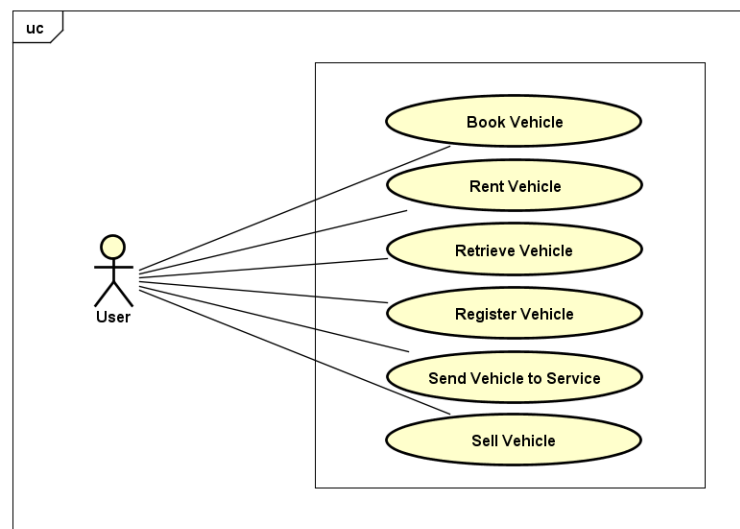 uc
Book Vehicle
Rent Vehicle
Retrieve Vehicle
User
Register Vehicle
Send Vehicle to Service
Sell Vehicle